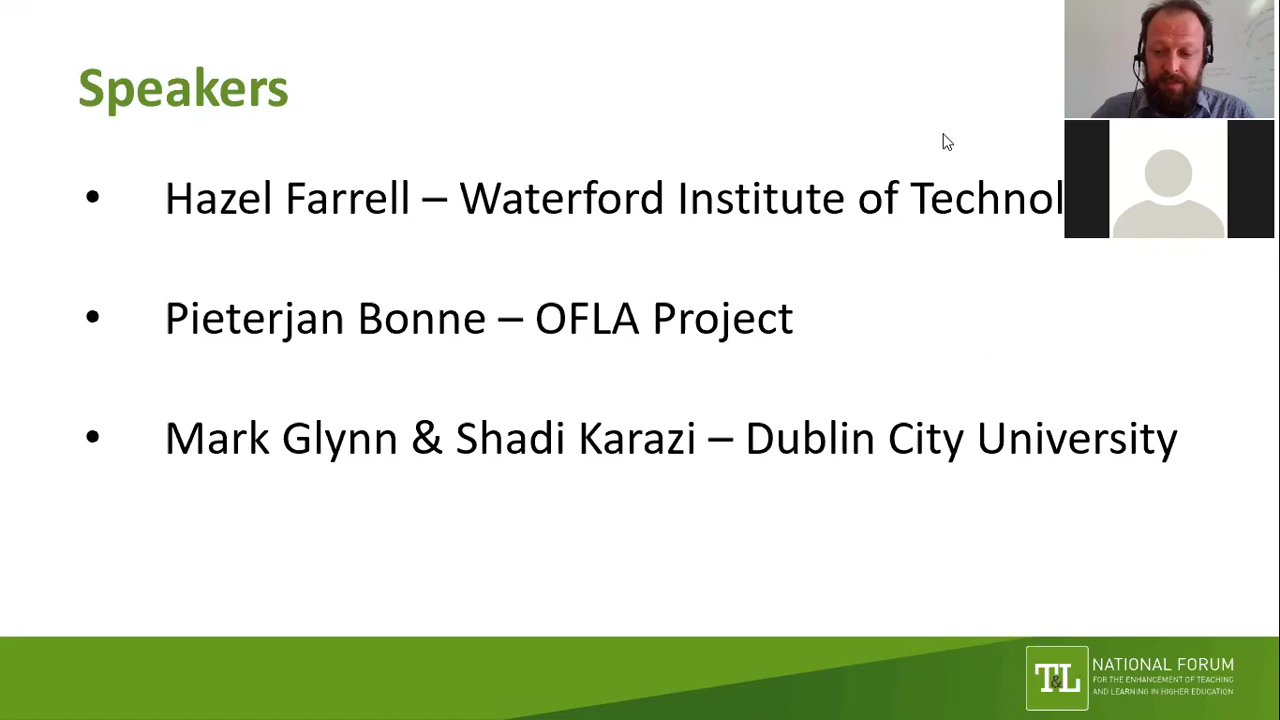 Speakers
• Hazel Farrell – Waterford Institute of Technol
• Pieterjan Bonne – OFLA Project
• Mark Glynn & Shadi Karazi – Dublin City University
T&L
NATIONAL FORUM
FOR THE ENHANCEMENT OF TEACHING
AND LEARNING IN HIGHER EDUCATION